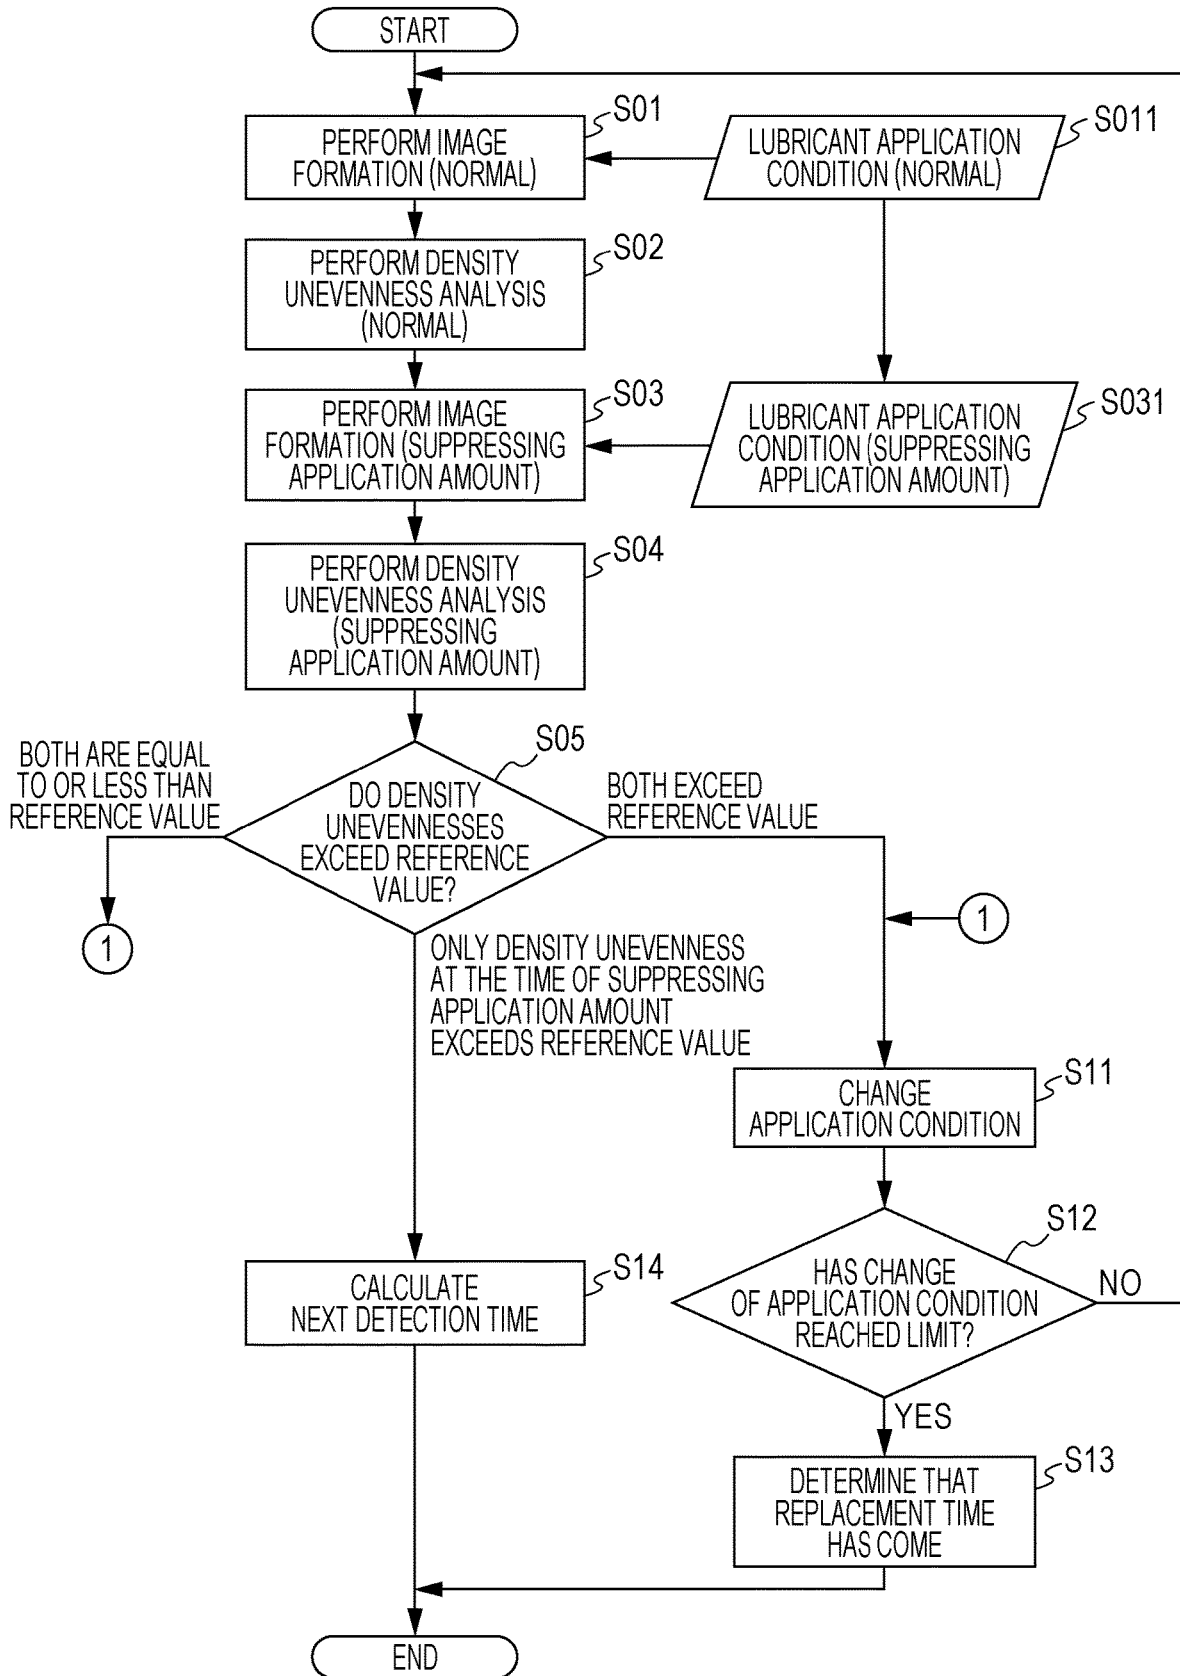 START
S01
PERFORM IMAGE
FORMATION (NORMAL)
S011
LUBRICANT APPLICATION
CONDITION (NORMAL)
S02
PERFORM DENSITY
UNEVENNESS ANALYSIS
(NORMAL)
S03
PERFORM IMAGE
FORMATION (SUPPRESSING
APPLICATION AMOUNT)
S031
LUBRICANT APPLICATION
CONDITION (SUPPRESSING
APPLICATION AMOUNT)
S04
PERFORM DENSITY
UNEVENNESS ANALYSIS
(SUPPRESSING
APPLICATION AMOUNT)
S05
DO DENSITY
UNEVENNESSES
EXCEED REFERENCE
VALUE?
BOTH ARE EQUAL
TO OR LESS THAN
REFERENCE VALUE
1
BOTH EXCEED
REFERENCE VALUE
1
ONLY DENSITY UNEVENNESS
AT THE TIME OF SUPPRESSING
APPLICATION AMOUNT
EXCEEDS REFERENCE VALUE
S11
CHANGE
APPLICATION CONDITION
S12
HAS CHANGE
OF APPLICATION CONDITION
REACHED LIMIT?
NO
YES
S14
CALCULATE
NEXT DETECTION TIME
S13
DETERMINE THAT
REPLACEMENT TIME
HAS COME
END